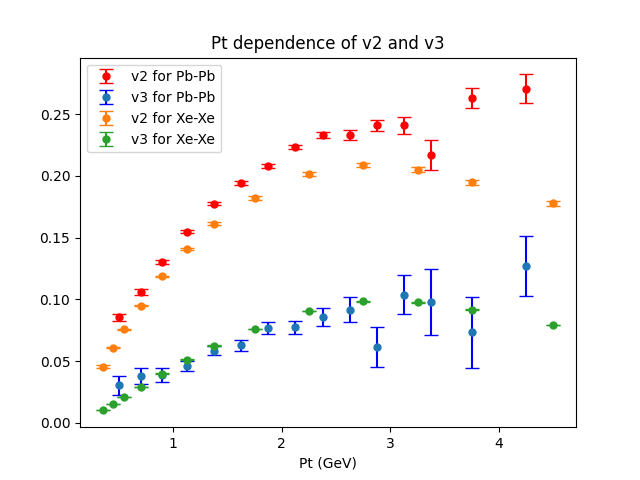 Pt dependence of v2 and v3
v2 for Pb-Pb
v3 for Pb-Pb
v2 for Xe-Xe
v3 for Xe-Xe
0.25
0.20
0.15
0.10
0.05
0.00
1 2 3 4
Pt (GeV)